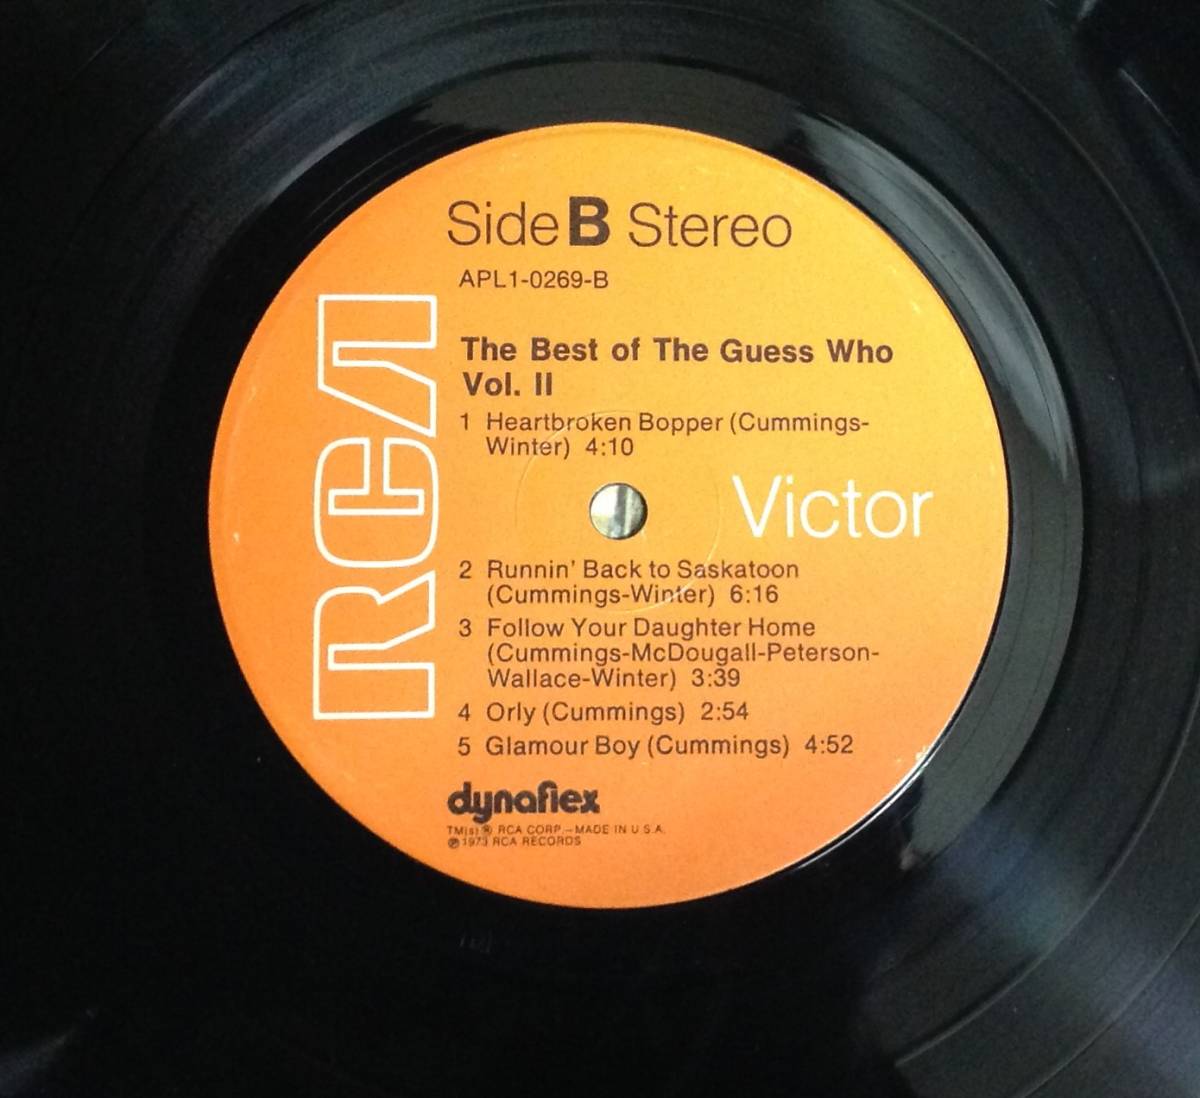 Side B Stereo
APL1-0269-B
RCA
The Best of The Guess Who
Vol. II
1 Heartbroken Bopper (Cummings-
Winter) 4:10
Victor
2 Runnin' Back to Saskatoon
(Cummings-Winter) 6:16
3 Follow Your Daughter Home
(Cummings-McDougall-Peterson-
Wallace-Winter) 3:39
4 Orly (Cummings) 2:54
5 Glamour Boy (Cummings) 4:52
dynaflex
TM(s) ® RCA CORP.–MADE IN U.S.A.
℗ 1973 RCA RECORDS